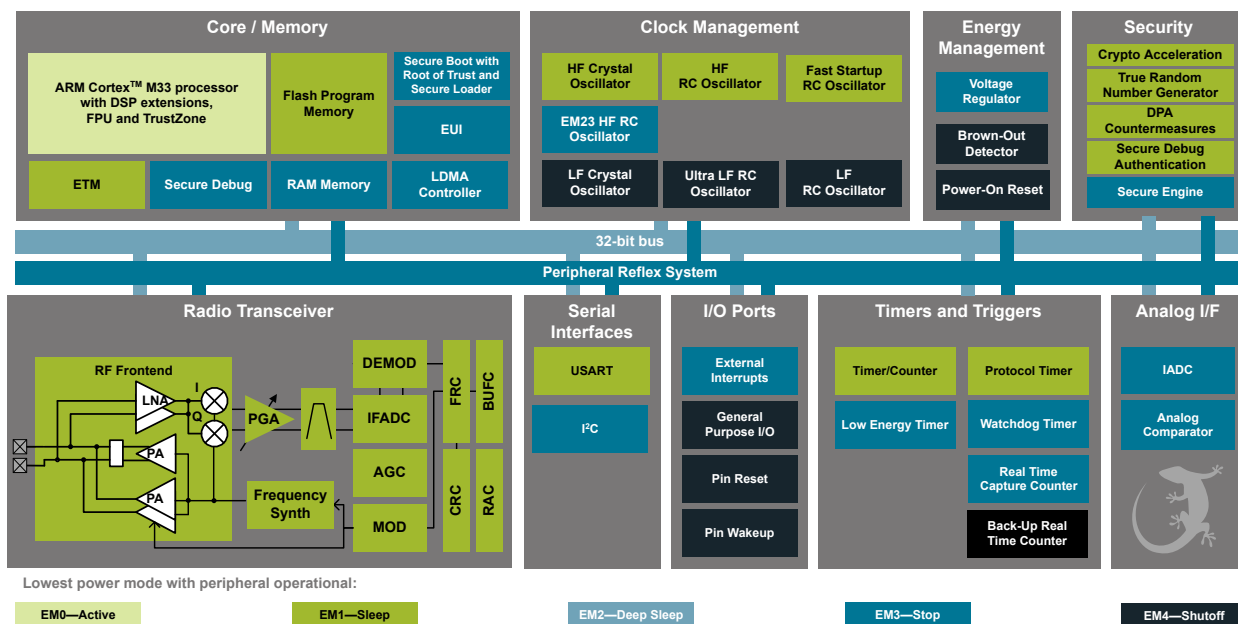 Core / Memory
ARM Cortex™ M33 processor
with DSP extensions,
FPU and TrustZone
Flash Program
Memory
Secure Boot with
Root of Trust and
Secure Loader
EUI
ETM
Secure Debug
RAM Memory
LDMA
Controller
Clock Management
HF Crystal
Oscillator
HF
RC Oscillator
Fast Startup
RC Oscillator
EM23 HF RC
Oscillator
LF Crystal
Oscillator
Ultra LF RC
Oscillator
LF
RC Oscillator
Energy
Management
Voltage
Regulator
Brown-Out
Detector
Power-On Reset
Security
Crypto Acceleration
True Random
Number Generator
DPA
Countermeasures
Secure Debug
Authentication
Secure Engine
32-bit bus
Peripheral Reflex System
Radio Transceiver
RF Frontend
I
LNA
Q
PA
PA
PGA
Frequency
Synth
DEMOD
IFADC
AGC
MOD
FRC
BUFC
CRC
RAC
Serial
Interfaces
USART
I²C
I/O Ports
External
Interrupts
General
Purpose I/O
Pin Reset
Pin Wakeup
Timers and Triggers
Timer/Counter
Protocol Timer
Low Energy Timer
Watchdog Timer
Real Time
Capture Counter
Back-Up Real
Time Counter
Analog I/F
IADC
Analog
Comparator
Lowest power mode with peripheral operational:
EM0—Active
EM1—Sleep
EM2—Deep Sleep
EM3—Stop
EM4—Shutoff